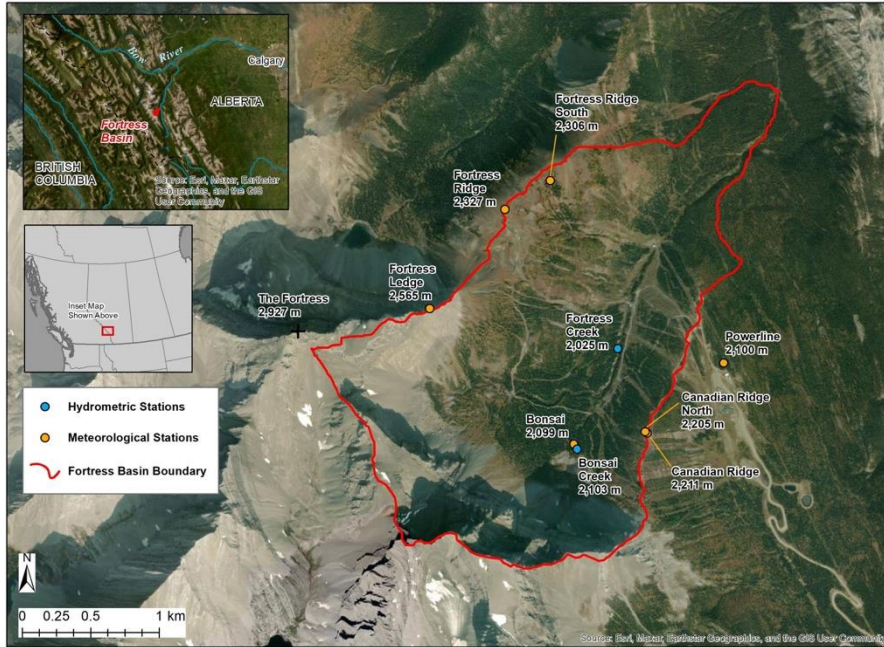 Bow River
Calgary
ALBERTA
Fortress
Basin
BRITISH
COLUMBIA
Source: Esri, Maxar, Earthstar
Geographics, and the GIS
User Community
Inset Map
Shown Above
Fortress Ridge
South
2,306 m
Fortress
Ridge
2,327 m
Fortress
Ledge
2,565 m
The Fortress
2,927 m
Fortress
Creek
2,025 m
Powerline
2,100 m
Canadian Ridge
North
2,205 m
Bonsai
2,099 m
Bonsai
Creek
2,103 m
Canadian Ridge
2,211 m
Hydrometric Stations
Meteorological Stations
Fortress Basin Boundary
N
0 0.25 0.5 1 km
Source: Esri, Maxar, Earthstar Geographics, and the GIS User Community